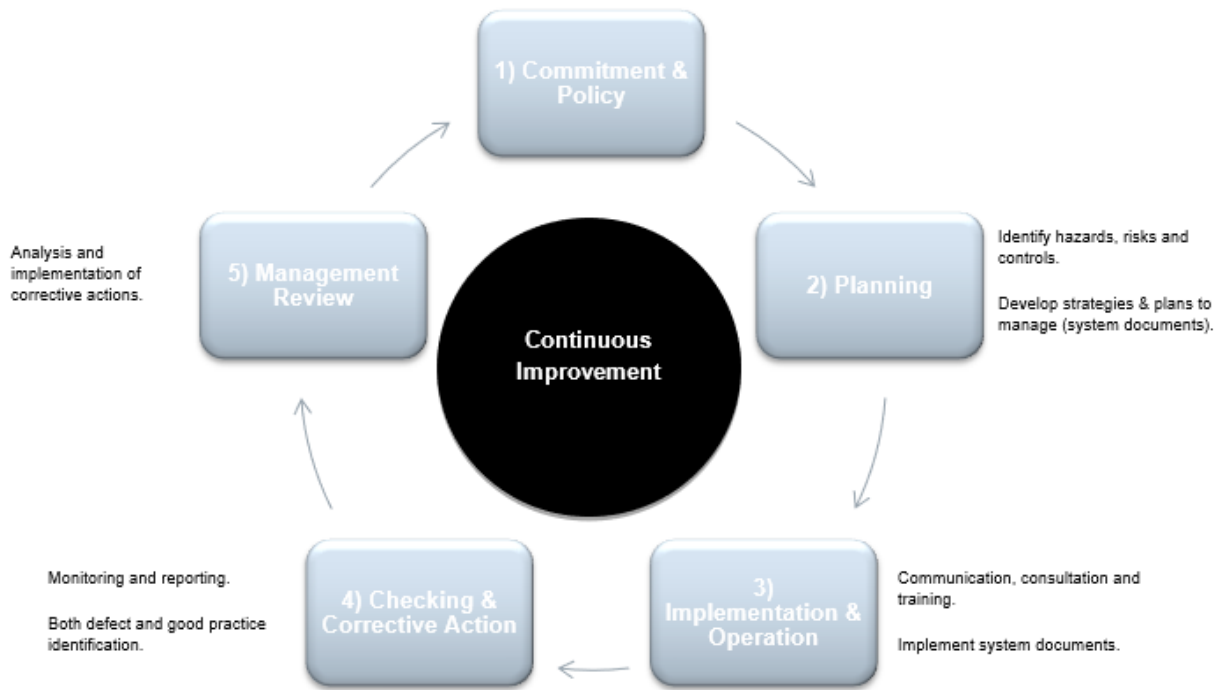 1) Commitment &
Policy
Identify hazards, risks and
controls.
Develop strategies & plans to
manage (system documents).
2) Planning
Analysis and
implementation of
corrective actions.
5) Management
Review
Continuous
Improvement
Communication, consultation and
training.
Implement system documents.
3)
Implementation &
Operation
Monitoring and reporting.
Both defect and good practice
identification.
4) Checking &
Corrective Action